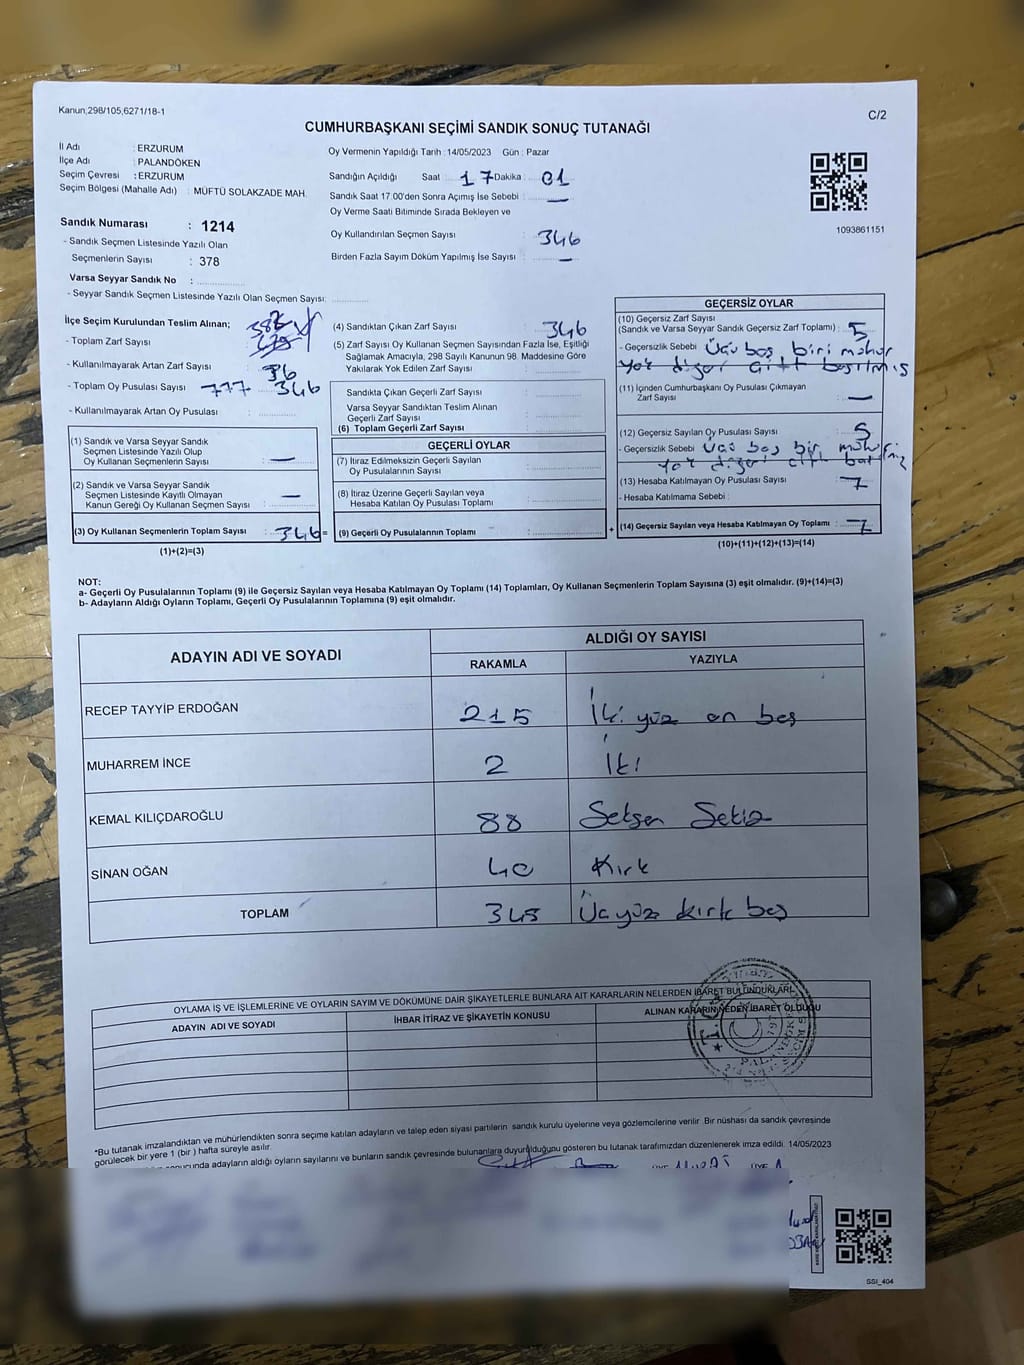 Kanun,298/105,6271/18-1
C/2
CUMHURBAŞKANI SEÇİMİ SANDIK SONUÇ TUTANAĞI
İl Adı : ERZURUM
İlçe Adı : PALANDÖKEN
Seçim Çevresi : ERZURUM
Seçim Bölgesi (Mahalle Adı) : MÜFTÜ SOLAKZADE MAH.
Sandık Numarası : 1214
- Sandık Seçmen Listesinde Yazılı Olan
Seçmenlerin Sayısı : 378
Varsa Seyyar Sandık No :
- Seyyar Sandık Seçmen Listesinde Yazılı Olan Seçmen Sayısı:
Oy Vermenin Yapıldığı Tarih :14/05/2023 Gün : Pazar
Sandığın Açıldığı Saat : 17 Dakika : 01
Sandık Saat 17.00'den Sonra Açımış İse Sebebi : —
Oy Verme Saati Bitiminde Sırada Bekleyen ve
Oy Kullandırılan Seçmen Sayısı : 346
Birden Fazla Sayım Döküm Yapılmış İse Sayısı : —
1093861151
İlçe Seçim Kurulundan Teslim Alınan;
- Toplam Zarf Sayısı
- Kullanılmayarak Artan Zarf Sayısı : 36
- Toplam Oy Pusulası Sayısı 777 346
- Kullanılmayarak Artan Oy Pusulası :
(1) Sandık ve Varsa Seyyar Sandık
Seçmen Listesinde Yazılı Olup
Oy Kullanan Seçmenlerin Sayısı : —
(2) Sandık ve Varsa Seyyar Sandık
Seçmen Listesinde Kayıtlı Olmayan
Kanun Gereği Oy Kullanan Seçmen Sayısı : —
(3) Oy Kullanan Seçmenlerin Toplam Sayısı : 346 =
(1)+(2)=(3)
(4) Sandıktan Çıkan Zarf Sayısı : 346
(5) Zarf Sayısı Oy Kullanan Seçmen Sayısından Fazla İse, Eşitliği
Sağlamak Amacıyla, 298 Sayılı Kanunun 98. Maddesine Göre
Yakılarak Yok Edilen Zarf Sayısı :
Sandıkta Çıkan Geçerli Zarf Sayısı :
Varsa Seyyar Sandıktan Teslim Alınan
Geçerli Zarf Sayısı :
(6) Toplam Geçerli Zarf Sayısı :
GEÇERLİ OYLAR
(7) İtiraz Edilmeksizin Geçerli Sayılan
Oy Pusulalarının Sayısı :
(8) İtiraz Üzerine Geçerli Sayılan veya
Hesaba Katılan Oy Pusulası Toplamı :
(9) Geçerli Oy Pusulalarının Toplamı : +
GEÇERSİZ OYLAR
(10) Geçersiz Zarf Sayısı
(Sandık ve Varsa Seyyar Sandık Geçersiz Zarf Toplamı) : 5
- Geçersizlik Sebebi : Üçü boş biri mühür
yok diğeri çift basılmış
(11) İçinden Cumhurbaşkanı Oy Pusulası Çıkmayan
Zarf Sayısı : —
(12) Geçersiz Sayılan Oy Pusulası Sayısı : 5
- Geçersizlik Sebebi : Üçü boş biri mühür
yok diğeri çift
(13) Hesaba Katılmayan Oy Pusulası Sayısı :
- Hesaba Katılmama Sebebi :
(14) Geçersiz Sayılan veya Hesaba Katılmayan Oy Toplamı :
(10)+(11)+(12)+(13)=(14)
NOT:
a- Geçerli Oy Pusulalarının Toplamı (9) ile Geçersiz Sayılan veya Hesaba Katılmayan Oy Toplamı (14) Toplamları, Oy Kullanan Seçmenlerin Toplam Sayısına (3) eşit olmalıdır. (9)+(14)=(3)
b- Adayların Aldığı Oyların Toplamı, Geçerli Oy Pusulalarının Toplamına (9) eşit olmalıdır.
ADAYIN ADI VE SOYADI
ALDIĞI OY SAYISI
RAKAMLA YAZIYLA
RECEP TAYYİP ERDOĞAN 215 İki yüz on beş
MUHARREM İNCE 2 İki
KEMAL KILIÇDAROĞLU 88 Seksen Sekiz
SİNAN OĞAN 40 Kırk
TOPLAM 345 Üçyüz kırk beş
OYLAMA İŞ VE İŞLEMLERİNE VE OYLARIN SAYIM VE DÖKÜMÜNE DAİR ŞİKAYETLERLE BUNLARA AİT KARARLARIN NELERDEN İBARET BULUNDUKLARI
ADAYIN ADI VE SOYADI
İHBAR İTİRAZ VE ŞİKAYETİN KONUSU
ALINAN KARARIN NEDEN İBARET OLDUĞU
*Bu tutanak imzalandıktan ve mühürlendikten sonra seçime katılan adayların ve talep eden siyasi partilerin sandık kurulu üyelerine veya gözlemcilerine verilir. Bir nüshası da sandık çevresinde
görülecek bir yere 1 (bir ) hafta süreyle asılır.
sonucunda adayların aldığı oyların sayılarını ve bunların sandık çevresinde bulunanlara duyurulduğunu gösteren bu tutanak tarafımızdan düzenlenerek imza edildi. 14/05/2023
SSİ_404